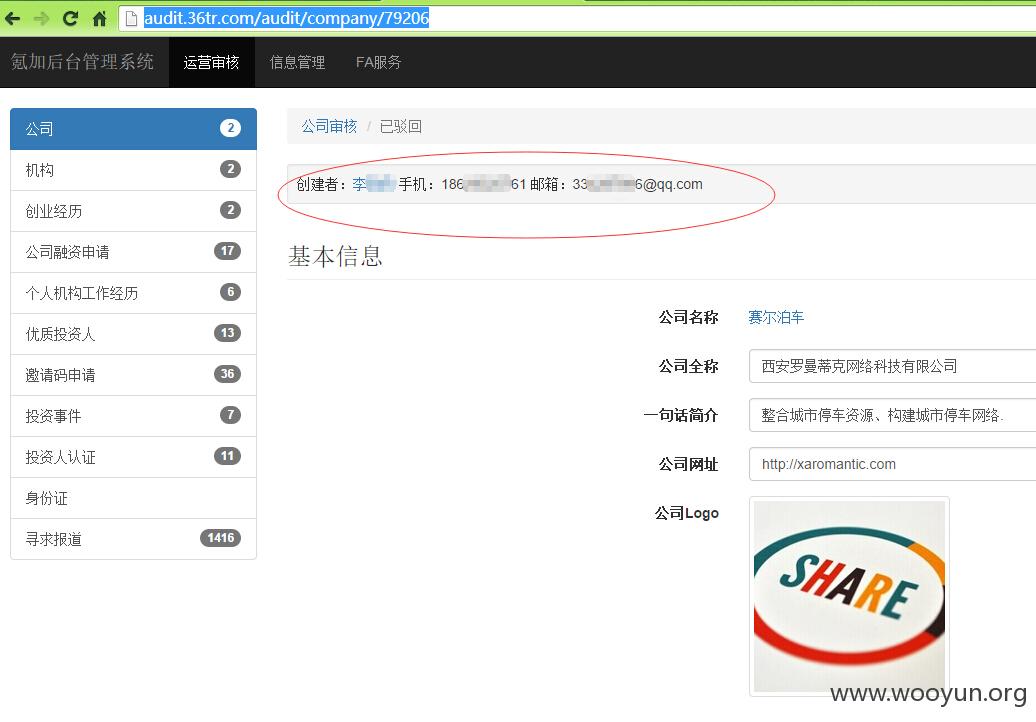 audit.36tr.com/audit/company/79206
氪加后台管理系统 运营审核 信息管理 FA服务
公司 2
机构 2
创业经历 2
公司融资申请 17
个人机构工作经历 6
优质投资人 13
邀请码申请 36
投资事件 7
投资人认证 11
身份证
寻求报道 1416
公司审核 / 已驳回
创建者：李 手机：186 61 邮箱：33 6@qq.com
基本信息
公司名称 赛尔泊车
公司全称 西安罗曼蒂克网络科技有限公司
一句话简介 整合城市停车资源、构建城市停车网络.
公司网址 http://xaromantic.com
公司Logo
SHARE
www.wooyun.org